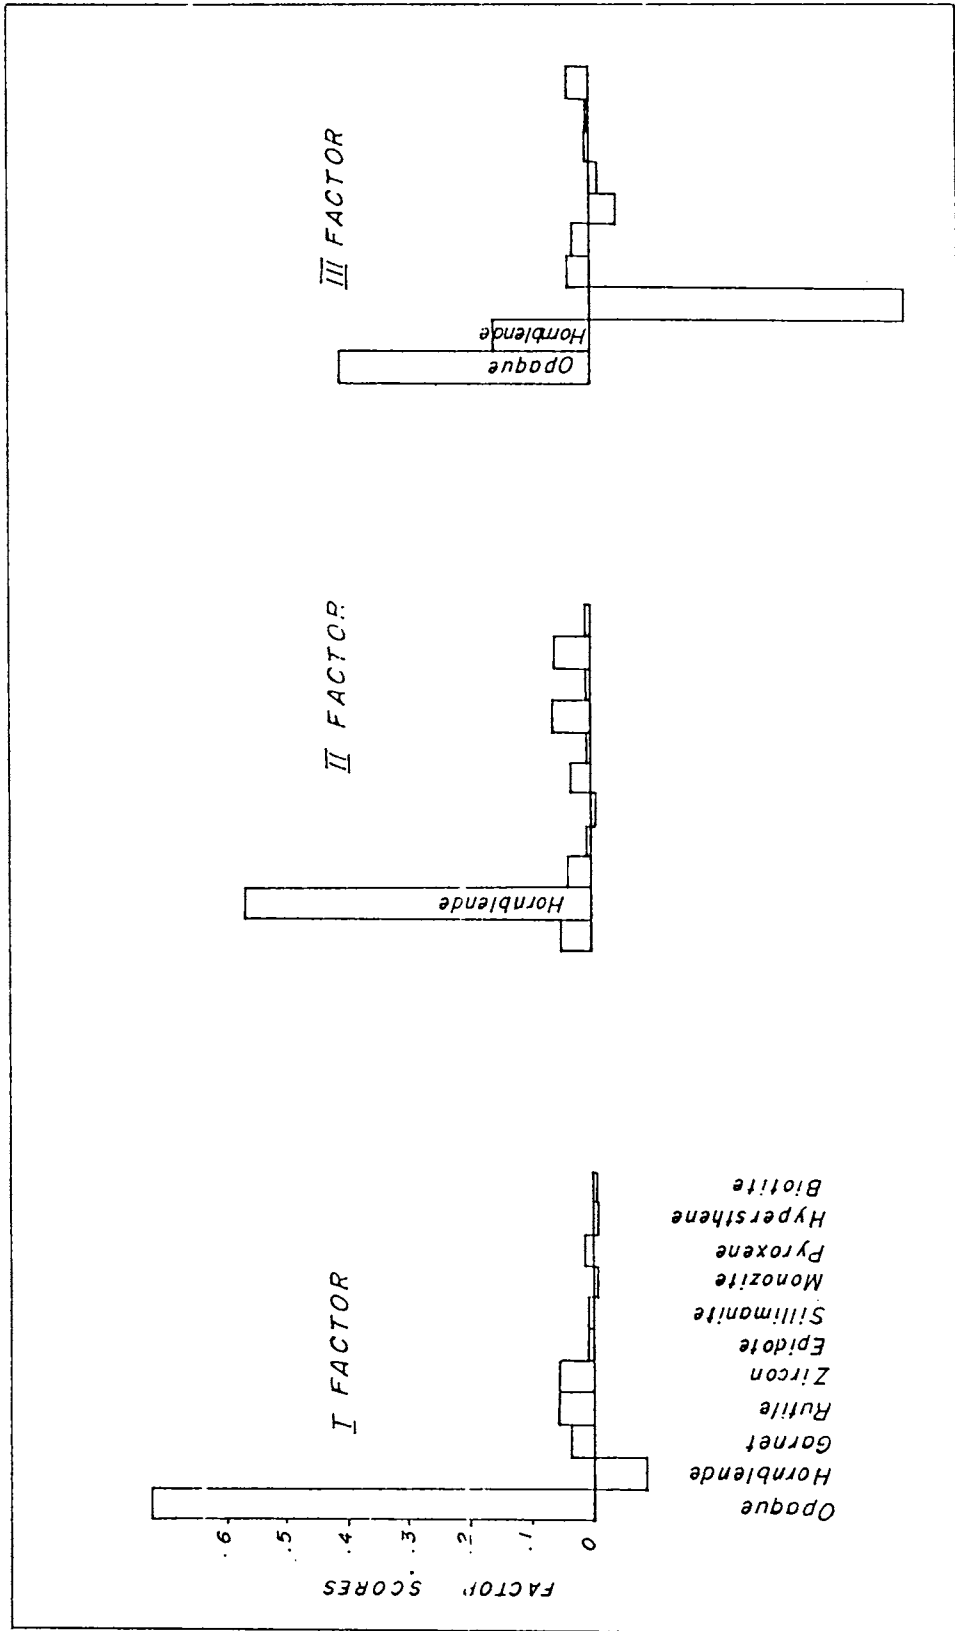 FACTOR SCORES
.6
.5
.4
.3
.2
.1
0
I FACTOR
Opaque
Hornblende
Garnet
Rutile
Zircon
Epidote
Sillimanite
Monozite
Pyroxene
Hypersthene
Biotite
II FACTOR
Hornblende
III FACTOR
Opaque
Hornblende